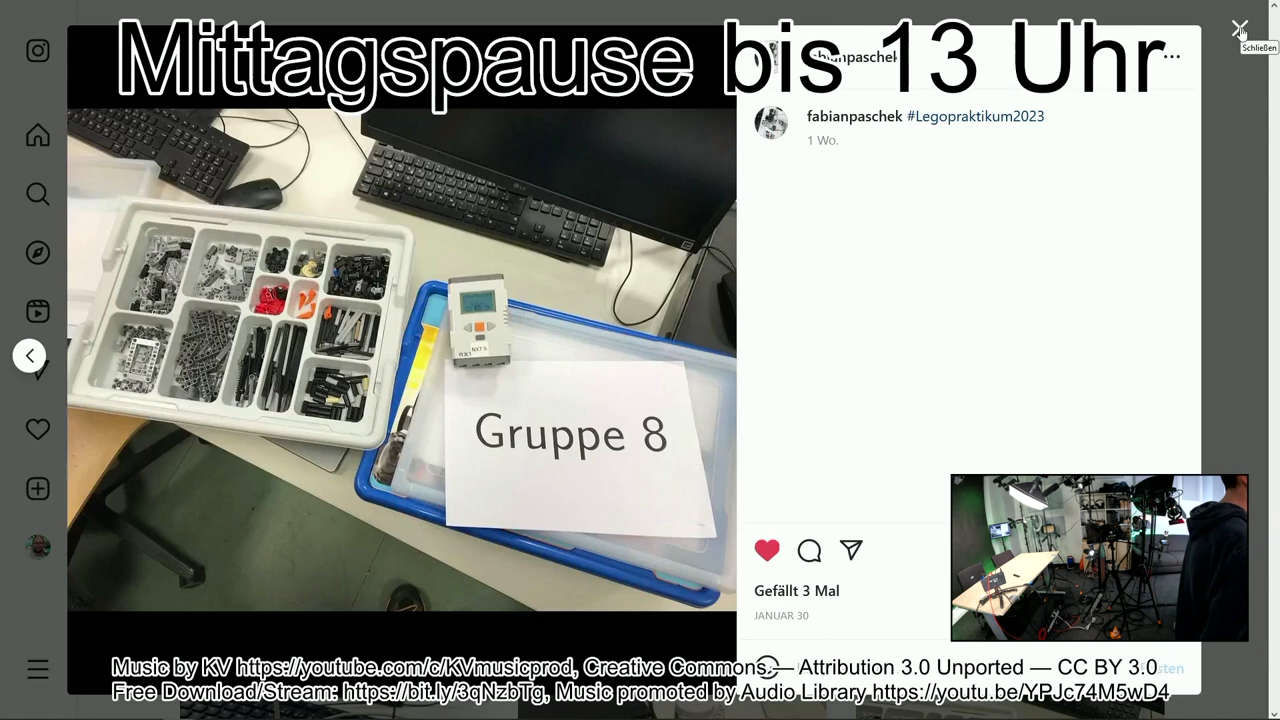 Mittagspause bis 13 Uhr
Schließen
fabianpaschek #Legopraktikum2023
1 Wo.
NXT
Gruppe 8
Gefällt 3 Mal
JANUAR 30
Music by KV https://youtube.com/c/KVmusicprod, Creative Commons — Attribution 3.0 Unported — CC BY 3.0
Free Download/Stream: https://bit.ly/3qNzbTg, Music promoted by Audio Library https://youtu.be/YPJc74M5wD4